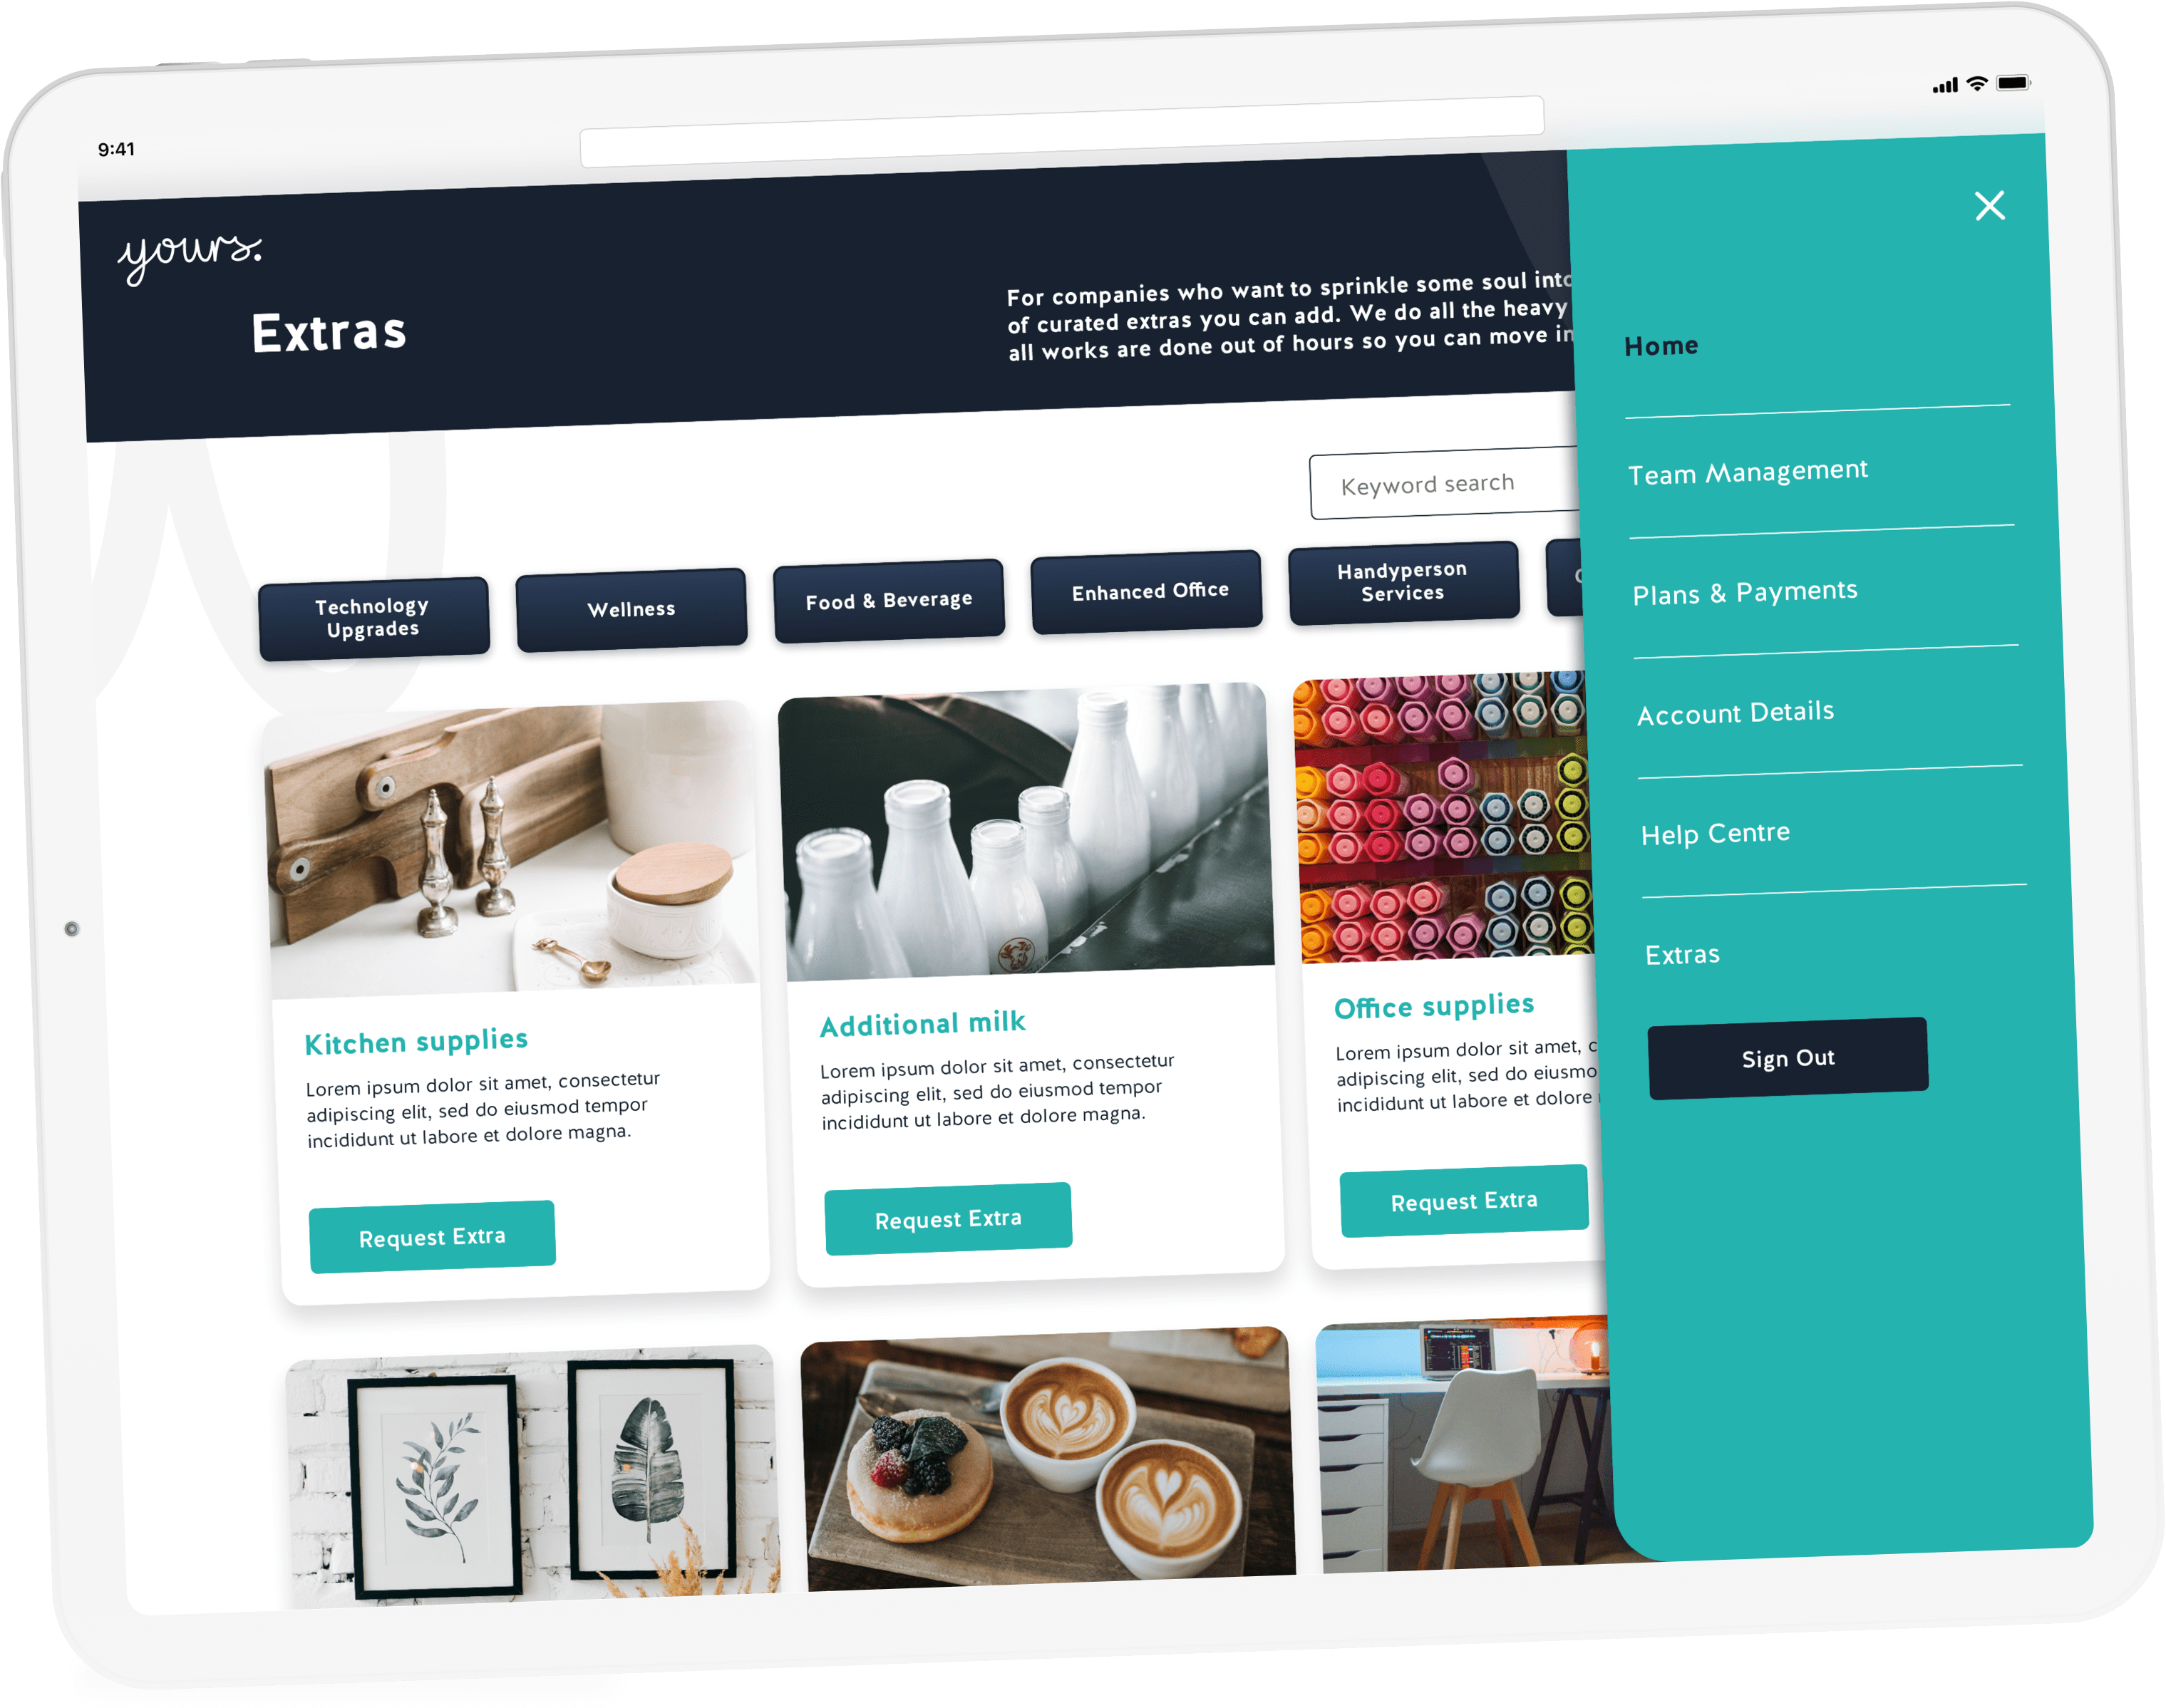 9:41
yours.
Extras
For companies who want to sprinkle some soul into
of curated extras you can add. We do all the heavy
all works are done out of hours so you can move in
Keyword search
Technology
Upgrades
Wellness
Food & Beverage
Enhanced Office
Handyperson
Services
Kitchen supplies
Lorem ipsum dolor sit amet, consectetur
adipiscing elit, sed do eiusmod tempor
incididunt ut labore et dolore magna.
Request Extra
Additional milk
Lorem ipsum dolor sit amet, consectetur
adipiscing elit, sed do eiusmod tempor
incididunt ut labore et dolore magna.
Request Extra
Office supplies
Lorem ipsum dolor sit amet, c
adipiscing elit, sed do eiusmo
incididunt ut labore et dolore
Request Extra
Home
Team Management
Plans & Payments
Account Details
Help Centre
Extras
Sign Out